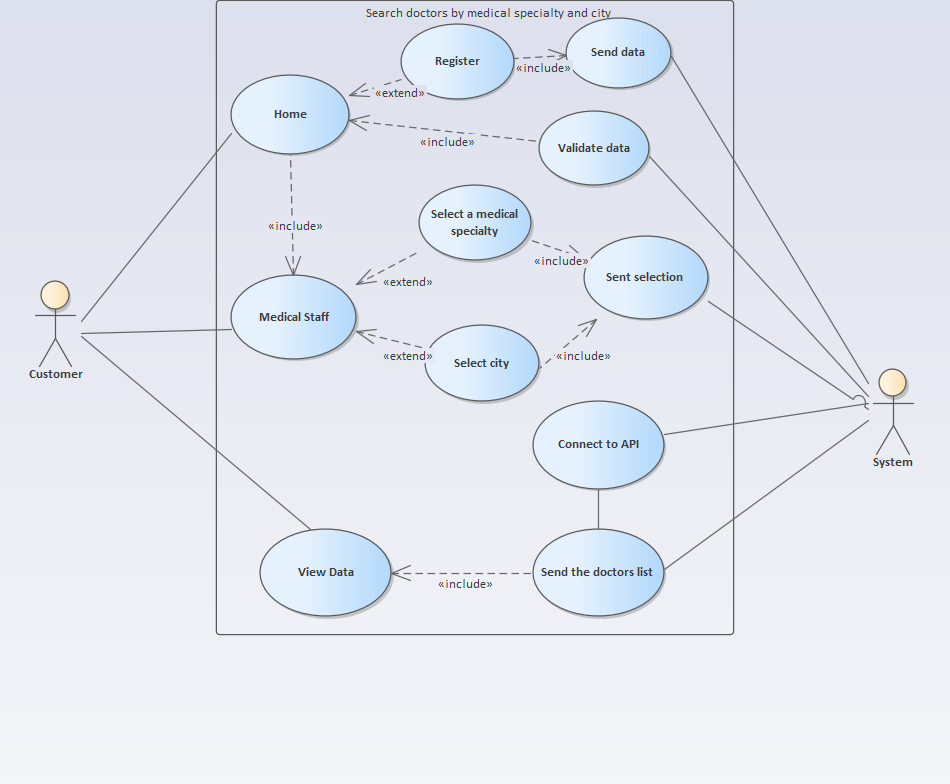 Search doctors by medical specialty and city
Register
«include»
Send data
«extend»
Home
«include»
Validate data
«include»
Select a medical
specialty
«include»
«extend»
Sent selection
Medical Staff
«extend»
Select city
«include»
Customer
Connect to API
System
View Data
«include»
Send the doctors list